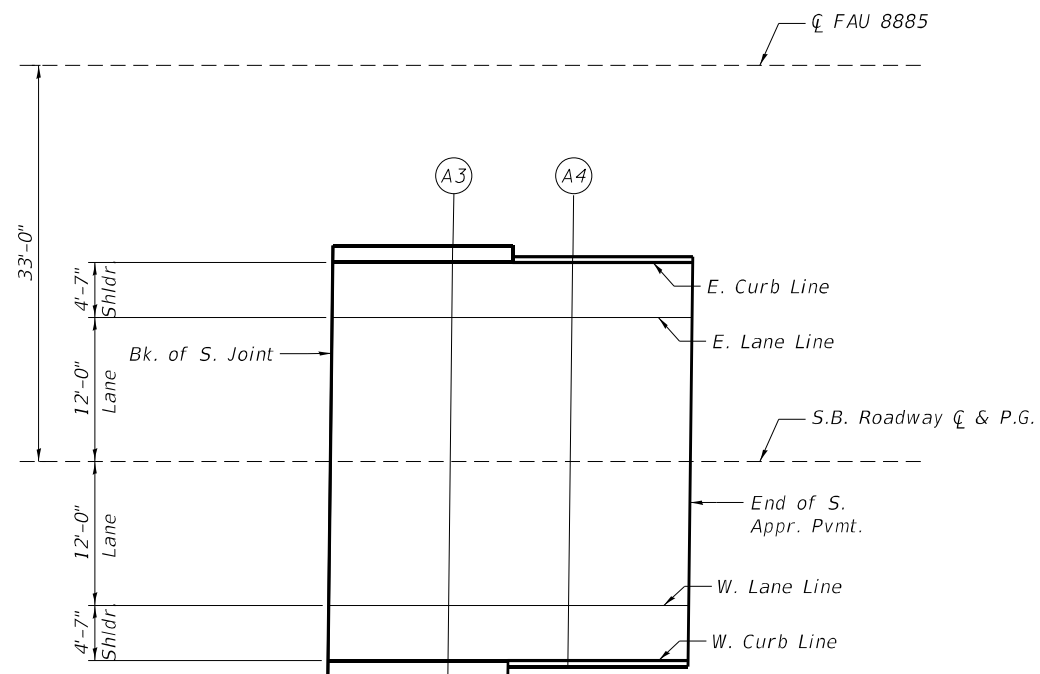 ℄ FAU 8885
A3
A4
33'-0"
4'-7"
Shldr.
E. Curb Line
E. Lane Line
Bk. of S. Joint
12'-0"
Lane
S.B. Roadway ℄ & P.G.
12'-0"
Lane
End of S.
Appr. Pvmt.
W. Lane Line
4'-7"
Shldr.
W. Curb Line